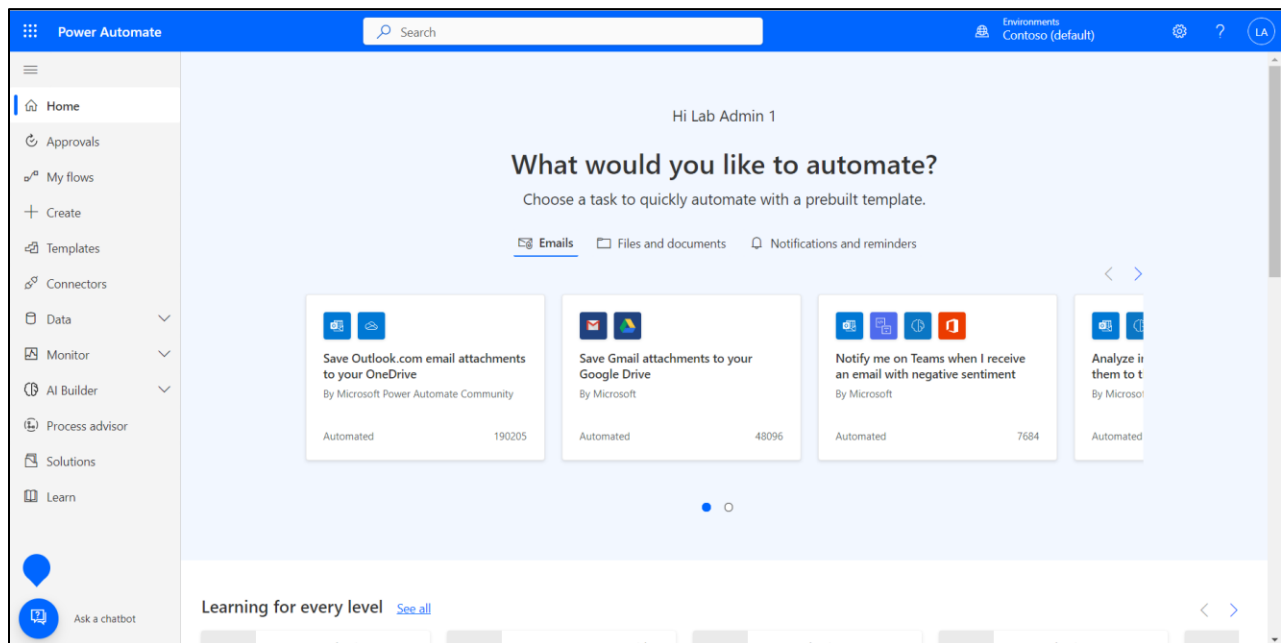 Power Automate
Search
Environments
Contoso (default)
?
LA
Home
Approvals
My flows
Create
Templates
Connectors
Data
Monitor
AI Builder
Process advisor
Solutions
Learn
Ask a chatbot
Hi Lab Admin 1
What would you like to automate?
Choose a task to quickly automate with a prebuilt template.
Emails
Files and documents
Notifications and reminders
Save Outlook.com email attachments
to your OneDrive
By Microsoft Power Automate Community
Automated 190205
Save Gmail attachments to your
Google Drive
By Microsoft
Automated 48096
Notify me on Teams when I receive
an email with negative sentiment
By Microsoft
Automated 7684
Analyze
them to
By
Automated
Learning for every level See all